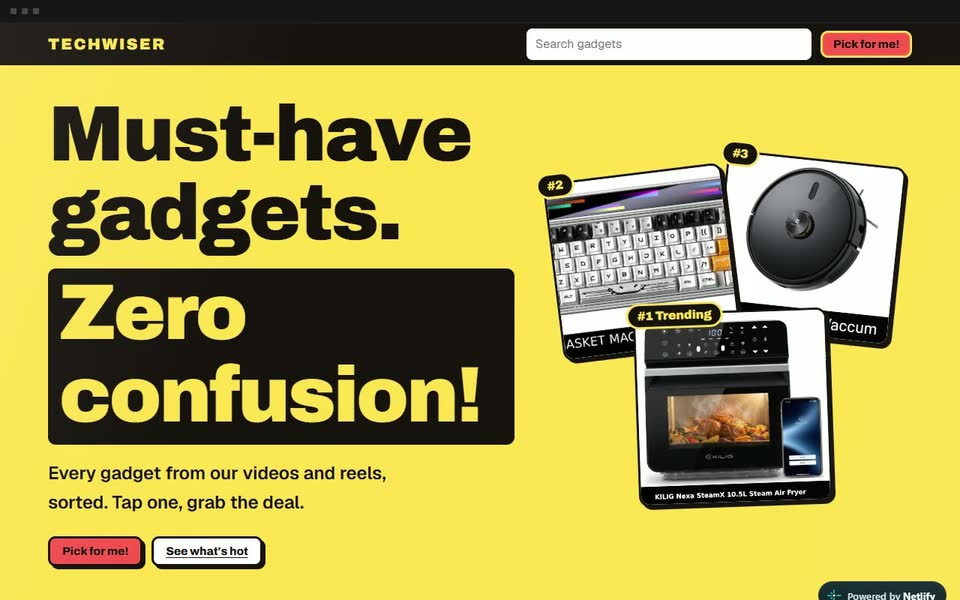 TECHWISER
Search gadgets
Pick for me!
Must-have
gadgets.
Zero
confusion!
Every gadget from our videos and reels,
sorted. Tap one, grab the deal.
Pick for me!
See what's hot
#2
#3
#1 Trending
KILIG
KILIG Nexa SteamX 10.5L Steam Air Fryer
Powered by Netlify